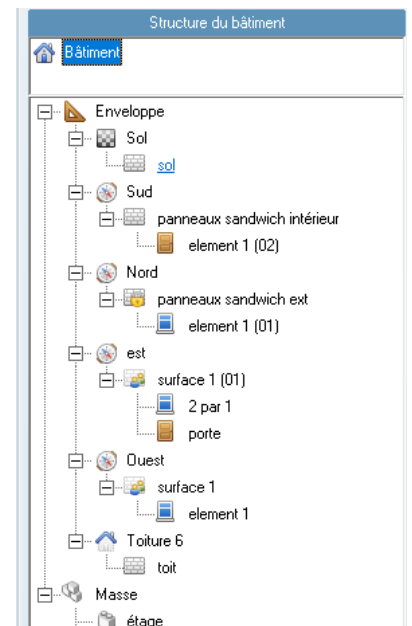 Structure du bâtiment
Bâtiment
Enveloppe
Sol
sol
Sud
panneaux sandwich intérieur
element 1 (02)
Nord
panneaux sandwich ext
element 1 (01)
est
surface 1 (01)
2 par 1
porte
Ouest
surface 1
element 1
Toiture 6
toit
Masse
étage